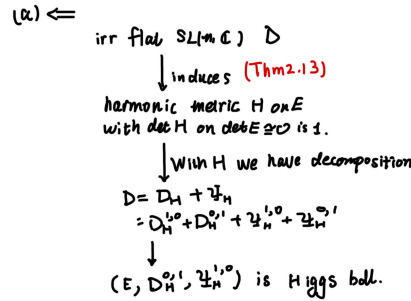 (a) ⇐
irr flat SL(n, ℂ) D
↓ induces (Thm 2.13)
harmonic metric H on E
with det H on det E ≅ O is 1.
↓ With H we have decomposition
D = D_H + Ψ_H
= D_H^{1,0} + D_H^{0,1} + Ψ_H^{1,0} + Ψ_H^{0,1}
↓
(E, D_H^{0,1}, Ψ_H^{1,0}) is Higgs bdl.